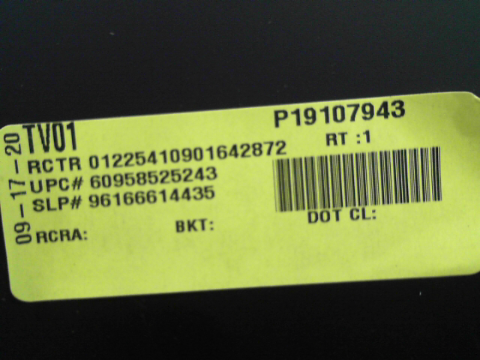 09-17-20
TV01
P19107943
RCTR 01225410901642872
RT :1
UPC# 60958525243
SLP# 96166614435
RCRA:
BKT:
DOT CL: